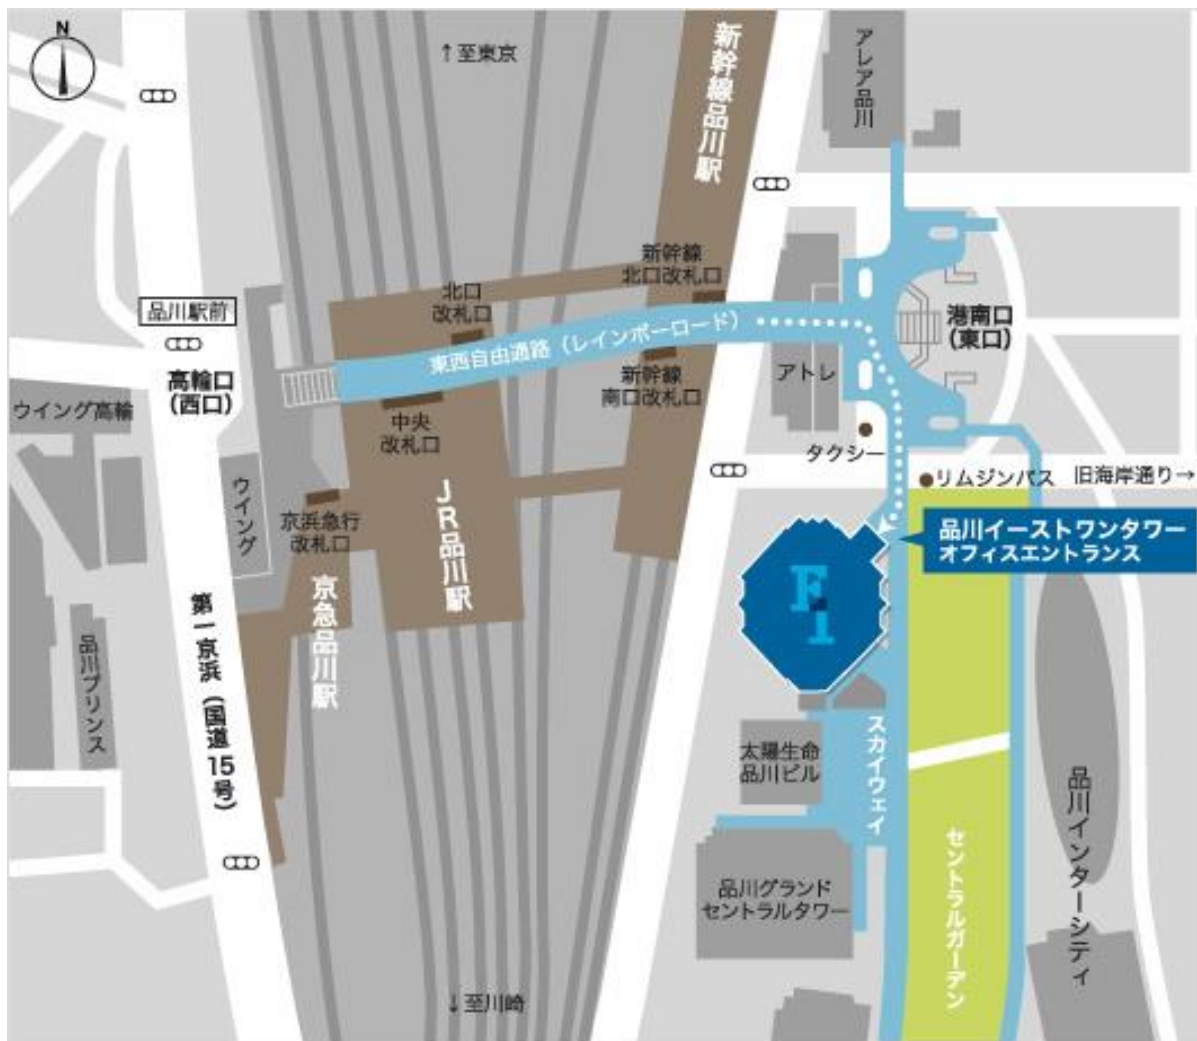 N
↑至東京
新幹線品川駅
アレア品川
新幹線
北口改札口
北口
改札口
品川駅前
高輪口
(西口)
東西自由通路(レインボーロード)
港南口
(東口)
新幹線
南口改札口
アトレ
ウイング高輪
中央
改札口
タクシー
リムジンバス
旧海岸通り→
ウイング
京浜急行
改札口
JR品川駅
品川イーストワンタワー
オフィスエントランス
京急品川駅
第一京浜(国道15号)
品川プリンス
太陽生命
品川ビル
スカイウェイ
品川インターシティ
セントラルガーデン
品川グランド
セントラルタワー
↓至川崎